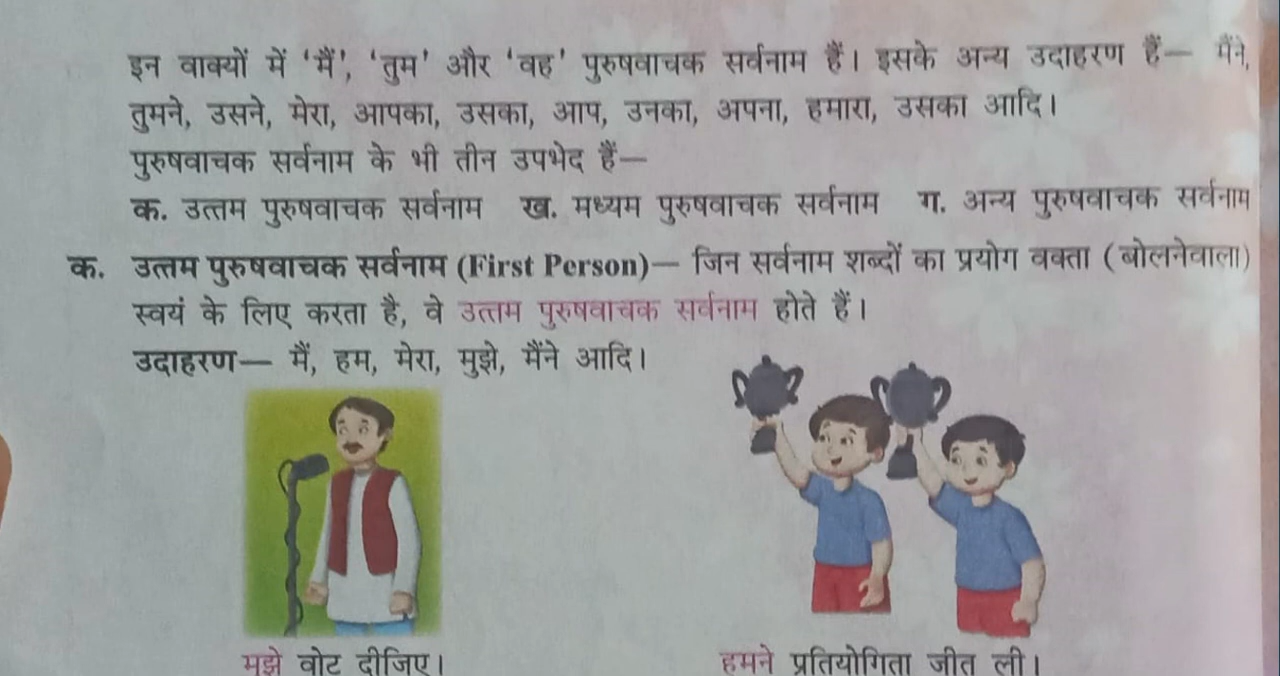 इन वाक्यों में ‘मैं’, ‘तुम’ और ‘वह’ पुरुषवाचक सर्वनाम हैं। इसके अन्य उदाहरण हैं— मैंने,
तुमने, उसने, मेरा, आपका, उसका, आप, उनका, अपना, हमारा, उसका आदि।
पुरुषवाचक सर्वनाम के भी तीन उपभेद हैं—
क. उत्तम पुरुषवाचक सर्वनाम ख. मध्यम पुरुषवाचक सर्वनाम ग. अन्य पुरुषवाचक सर्वनाम
क. उत्तम पुरुषवाचक सर्वनाम (First Person)— जिन सर्वनाम शब्दों का प्रयोग वक्ता (बोलनेवाला)
स्वयं के लिए करता है, वे उत्तम पुरुषवाचक सर्वनाम होते हैं।
उदाहरण— मैं, हम, मेरा, मुझे, मैंने आदि।
मुझे वोट दीजिए।
हमने प्रतियोगिता जीत ली।